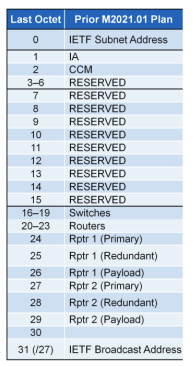 Last Octet Prior M2021.01 Plan
0 IETF Subnet Address
1 IA
2 CCM
3–6 RESERVED
7 RESERVED
8 RESERVED
9 RESERVED
10 RESERVED
11 RESERVED
12 RESERVED
13 RESERVED
14 RESERVED
15 RESERVED
16–19 Switches
20–23 Routers
24 Rptr 1 (Primary)
25 Rptr 1 (Redundant)
26 Rptr 1 (Payload)
27 Rptr 2 (Primary)
28 Rptr 2 (Redundant)
29 Rptr 2 (Payload)
30
31 (/27) IETF Broadcast Address